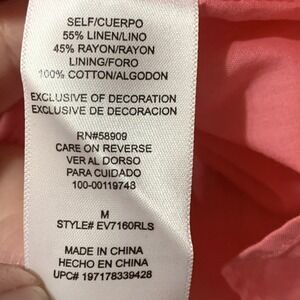 SELF/CUERPO
55% LINEN/LINO
45% RAYON/RAYON
LINING/FORO
100% COTTON/ALGODON
EXCLUSIVE OF DECORATION
EXCLUSIVE DE DECORACION
RN#58909
CARE ON REVERSE
VER AL DORSO
PARA CUIDADO
100-00119743
M
STYLE# EV7160RLS
MADE IN CHINA
HECHO EN CHINA
UPC# 197178339428